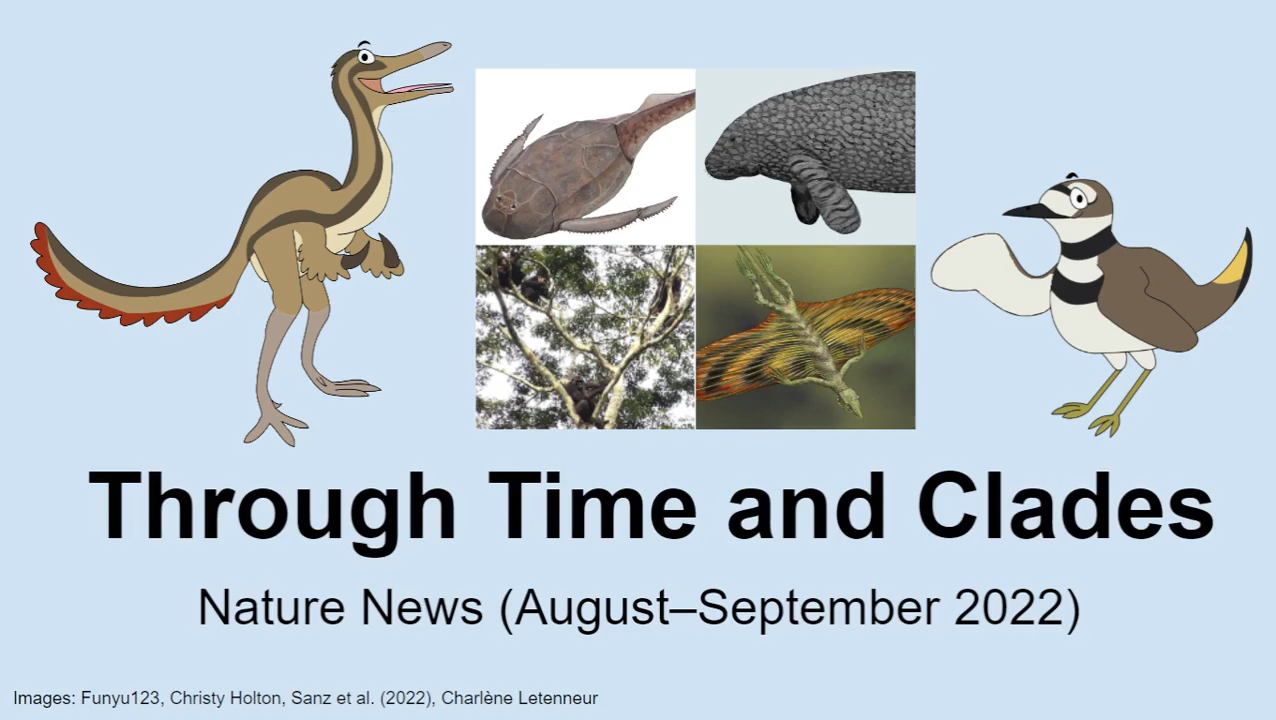 Through Time and Clades
Nature News (August–September 2022)
Images: Funyu123, Christy Holton, Sanz et al. (2022), Charlène Letenneur